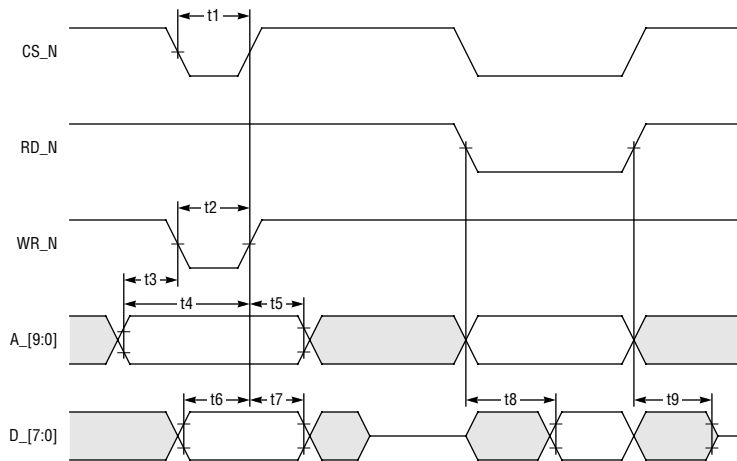 t1
CS_N
RD_N
t2
WR_N
t3
t4
t5
A_[9:0]
t6
t7
t8
t9
D_[7:0]